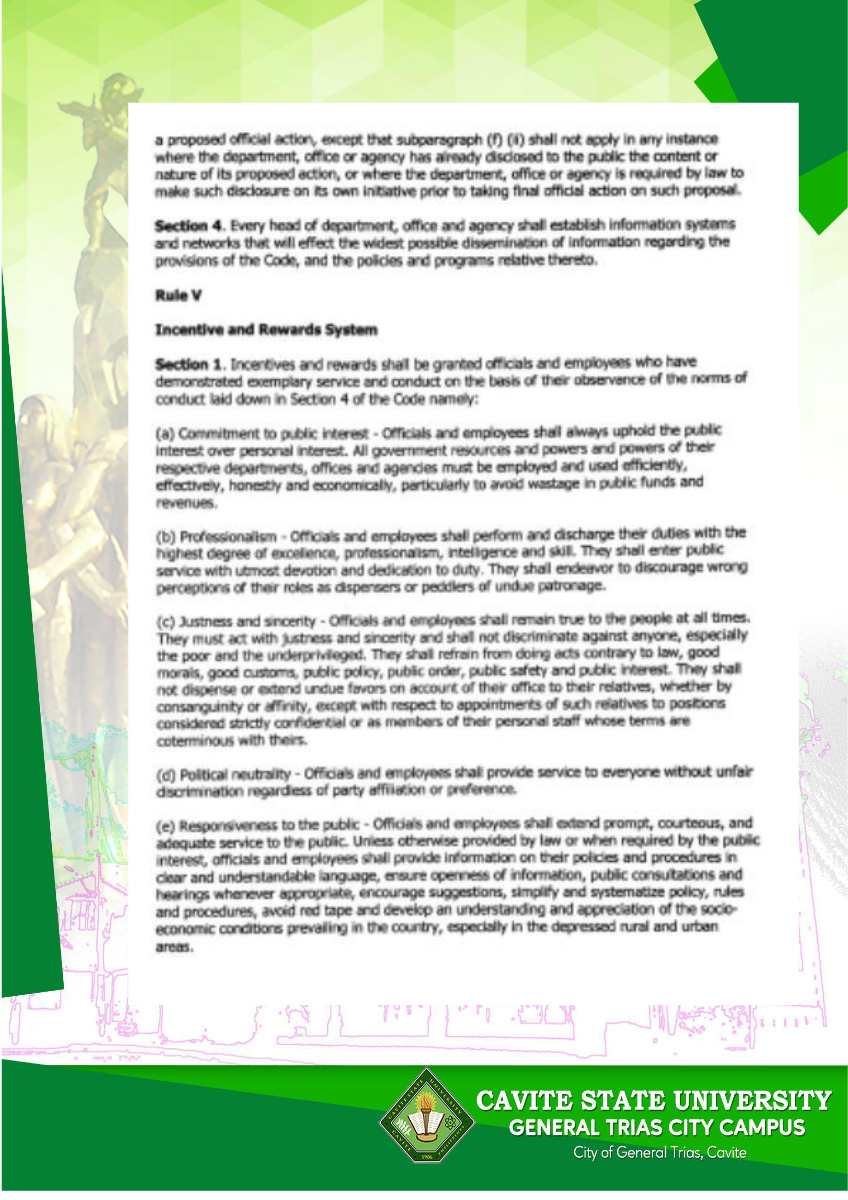 a proposed official action, except that subparagraph (f) (ii) shall not apply in any instance
where the department, office or agency has already disclosed to the public the content or
nature of its proposed action, or where the department, office or agency is required by law to
make such disclosure on its own initiative prior to taking final official action on such proposal.
Section 4. Every head of department, office and agency shall establish information systems
and networks that will effect the widest possible dissemination of information regarding the
provisions of the Code, and the policies and programs relative thereto.
Rule V
Incentive and Rewards System
Section 1. Incentives and rewards shall be granted officials and employees who have
demonstrated exemplary service and conduct on the basis of their observance of the norms of
conduct laid down in Section 4 of the Code namely:
(a) Commitment to public interest - Officials and employees shall always uphold the public
interest over personal interest. All government resources and powers and powers of their
respective departments, offices and agencies must be employed and used efficiently,
effectively, honestly and economically, particularly to avoid wastage in public funds and
revenues.
(b) Professionalism - Officials and employees shall perform and discharge their duties with the
highest degree of excellence, professionalism, intelligence and skill. They shall enter public
service with utmost devotion and dedication to duty. They shall endeavor to discourage wrong
perceptions of their roles as dispensers or peddlers of undue patronage.
(c) Justness and sincerity - Officials and employees shall remain true to the people at all times.
They must act with justness and sincerity and shall not discriminate against anyone, especially
the poor and the underprivileged. They shall refrain from doing acts contrary to law, good
morals, good customs, public policy, public order, public safety and public interest. They shall
not dispense or extend undue favors on account of their office to their relatives, whether by
consanguinity or affinity, except with respect to appointments of such relatives to positions
considered strictly confidential or as members of their personal staff whose terms are
coterminous with theirs.
(d) Political neutrality - Officials and employees shall provide service to everyone without unfair
discrimination regardless of party affiliation or preference.
(e) Responsiveness to the public - Officials and employees shall extend prompt, courteous, and
adequate service to the public. Unless otherwise provided by law or when required by the public
interest, officials and employees shall provide information on their policies and procedures in
clear and understandable language, ensure openness of information, public consultations and
hearings whenever appropriate, encourage suggestions, simplify and systematize policy, rules
and procedures, avoid red tape and develop an understanding and appreciation of the socio-
economic conditions prevailing in the country, especially in the depressed rural and urban
areas.
CAVITE STATE UNIVERSITY
GENERAL TRIAS CITY CAMPUS
City of General Trias, Cavite
1906